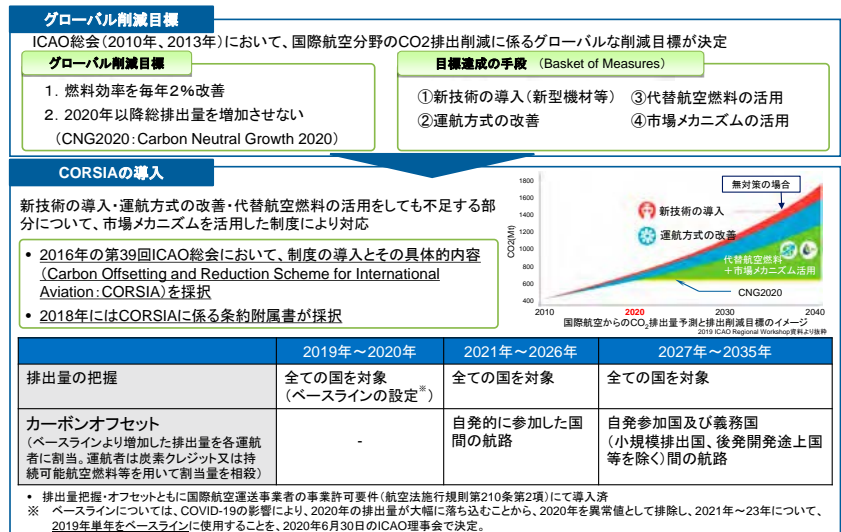 グローバル削減目標
ICAO総会(2010年、2013年)において、国際航空分野のCO2排出削減に係るグローバルな削減目標が決定
グローバル削減目標
1. 燃料効率を毎年2%改善
2. 2020年以降総排出量を増加させない
(CNG2020:Carbon Neutral Growth 2020)
目標達成の手段 (Basket of Measures)
①新技術の導入(新型機材等) ③代替航空燃料の活用
②運航方式の改善 ④市場メカニズムの活用
CORSIAの導入
新技術の導入・運航方式の改善・代替航空燃料の活用をしても不足する部
分について、市場メカニズムを活用した制度により対応
• 2016年の第39回ICAO総会において、制度の導入とその具体的内容
(Carbon Offsetting and Reduction Scheme for International
Aviation:CORSIA)を採択
• 2018年にはCORSIAに係る条約附属書が採択
CO2(Mt)
1800
1600
1400
1200
1000
800
600
400
無対策の場合
新技術の導入
運航方式の改善
代替航空燃料
+市場メカニズム活用
CNG2020
2010 2020 2030 2040
国際航空からのCO2排出量予測と排出削減目標のイメージ
2019 ICAO Regional Workshop資料より抜粋
2019年~2020年 2021年~2026年 2027年~2035年
排出量の把握
全ての国を対象
(ベースラインの設定※)
全ての国を対象
全ての国を対象
カーボンオフセット
(ベースラインより増加した排出量を各運航
者に割当。運航者は炭素クレジット又は持
続可能航空燃料等を用いて割当量を相殺)
-
自発的に参加した国
間の航路
自発参加国及び義務国
(小規模排出国、後発開発途上国
等を除く)間の航路
• 排出量把握・オフセットともに国際航空運送事業者の事業許可要件(航空法施行規則第210条第2項)にて導入済
※ ベースラインについては、COVID-19の影響により、2020年の排出量が大幅に落ち込むことから、2020年を異常値として排除し、2021年~23年について、
2019年単年をベースラインに使用することを、2020年6月30日のICAO理事会で決定。